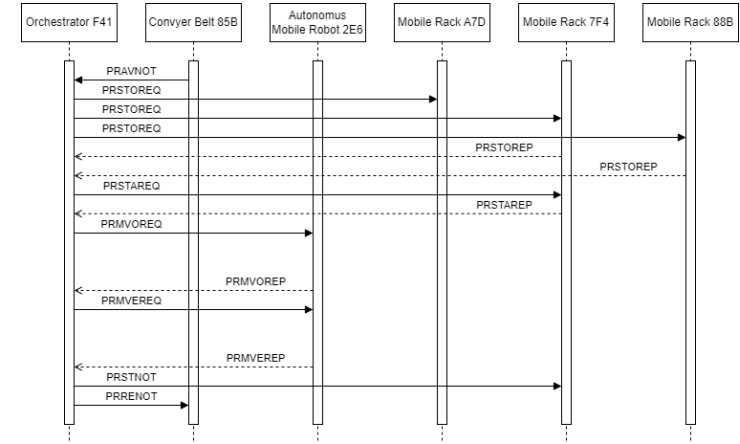 Orchestrator F41
Convyer Belt 85B
Autonomus
Mobile Robot 2E6
Mobile Rack A7D
Mobile Rack 7F4
Mobile Rack 88B
PRAVNOT
PRSTOREQ
PRSTOREQ
PRSTOREQ
PRSTOREP
PRSTOREP
PRSTAREQ
PRSTAREP
PRMVOREQ
PRMVOREP
PRMVEREQ
PRMVEREP
PRSTNOT
PRRENOT